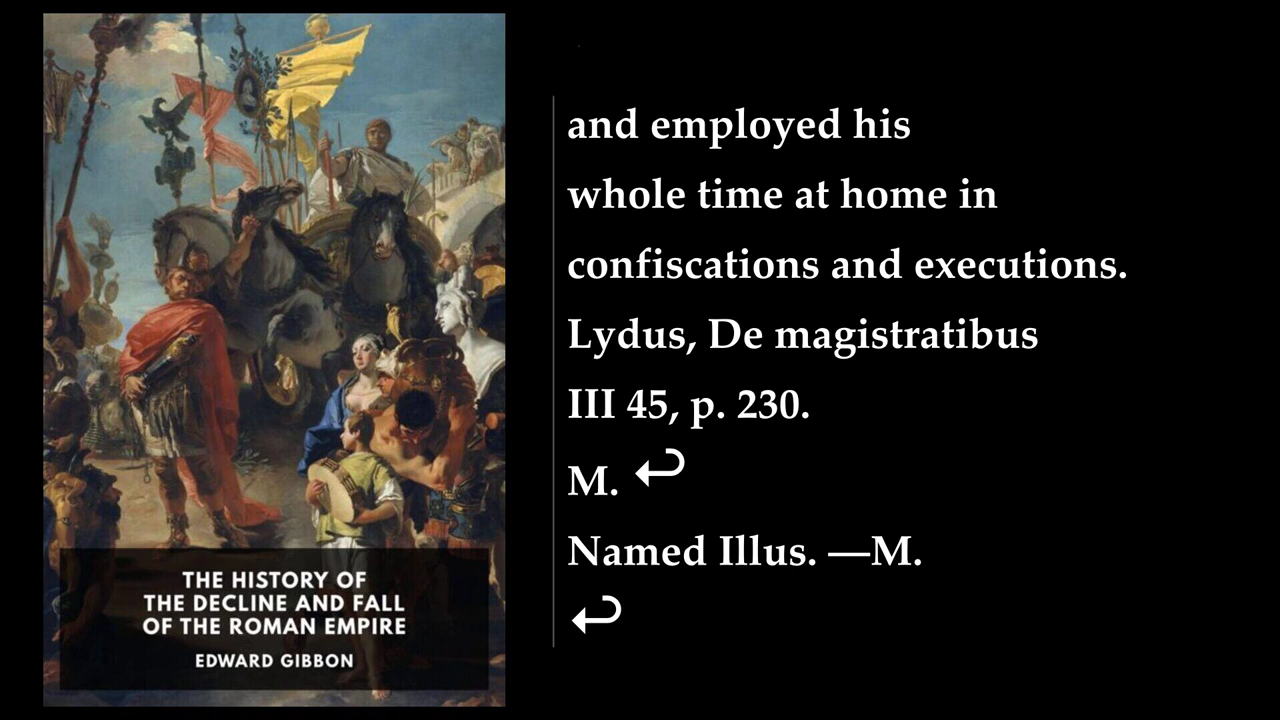 THE HISTORY OF
THE DECLINE AND FALL
OF THE ROMAN EMPIRE
EDWARD GIBBON
and employed his
whole time at home in
confiscations and executions.
Lydus, De magistratibus
III 45, p. 230.
M. ↩
Named Illus. —M.
↩